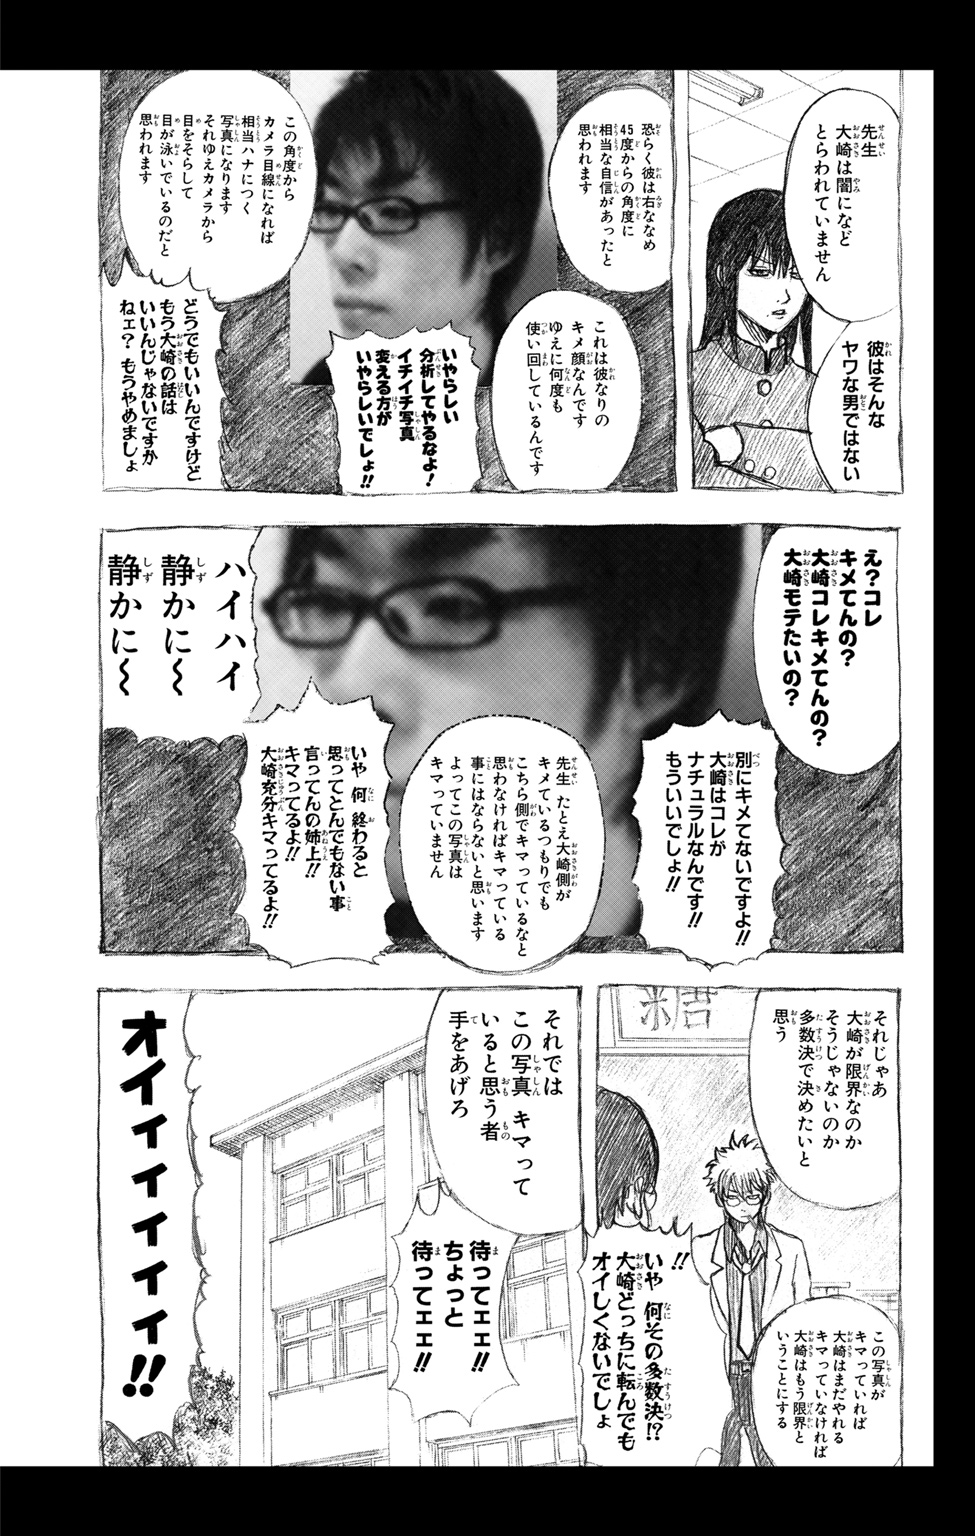 先生
大崎は闇になど
とらわれていません
彼はそんな
ヤワな男ではない
恐らく彼は右ななめ
45度からの角度に
相当な自信があったと
思われます
これは彼なりの
キメ顔なんです
ゆえに何度も
使い回しているんです
いやらしい
分析してやるなよ！
イチイチ写真
変える方が
いやらしいでしょ!!
この角度から
カメラ目線になれば
相当ハナにつく
写真になります
それゆえカメラから
目をそらして
目が泳いでいるのだと
思われます
どうでもいいんですけど
もう大崎の話は
いいんじゃないですか
ねェ？もうやめましょ
え？コレ
キメてんの？
大崎コレキメてんの？
大崎モテたいの？
別にキメてないですよ!!
大崎はコレが
ナチュラルなんです!!
もういいでしょ!!
先生 たとえ大崎側が
キメているつもりでも
こちら側でキマっているなと
思わなければキマっている
事にはならないと思います
よってこの写真は
キマっていません
いや 何 終わると
思ってとんでもない事
言ってんの姉上!!
キマってるよ!!
大崎充分キマってるよ!!
ハイハイ
静かに〜
静かに〜
それじゃあ
大崎が限界なのか
そうじゃないのか
多数決で決めたいと
思う
この写真が
キマっていれば
大崎はまだやれる
キマっていなければ
大崎はもう限界と
いうことにする
!!
いや 何その多数決!?
大崎どっちに転んでも
オイしくないでしょ
糖
それでは
この写真 キマって
いると思う者
手をあげろ
待ってェェ!!
ちょっと
待ってェェ!!
オイィィィィィィ!!